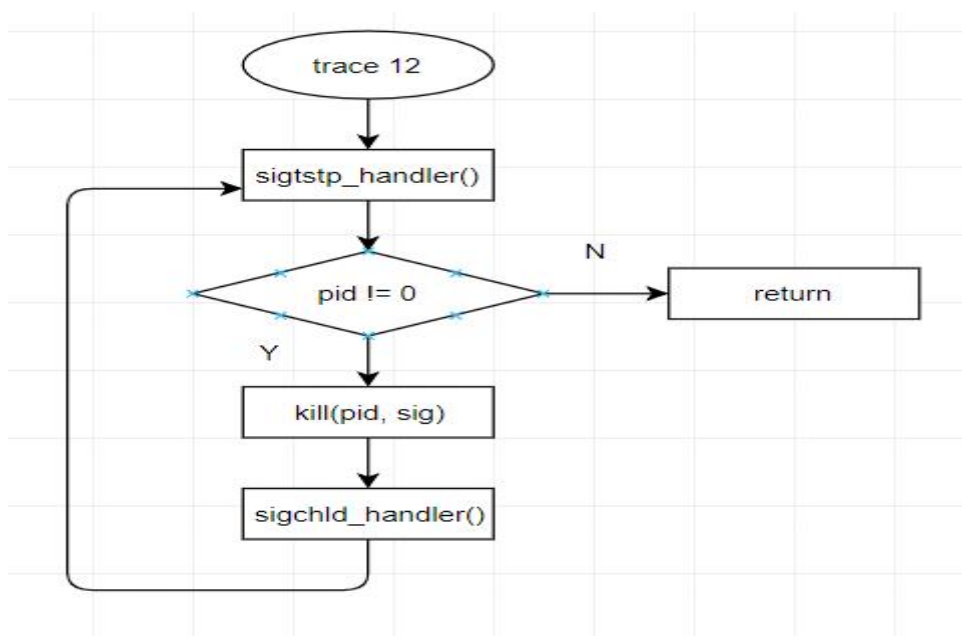 trace 12
sigtstp_handler()
N
pid != 0
return
Y
kill(pid, sig)
sigchld_handler()